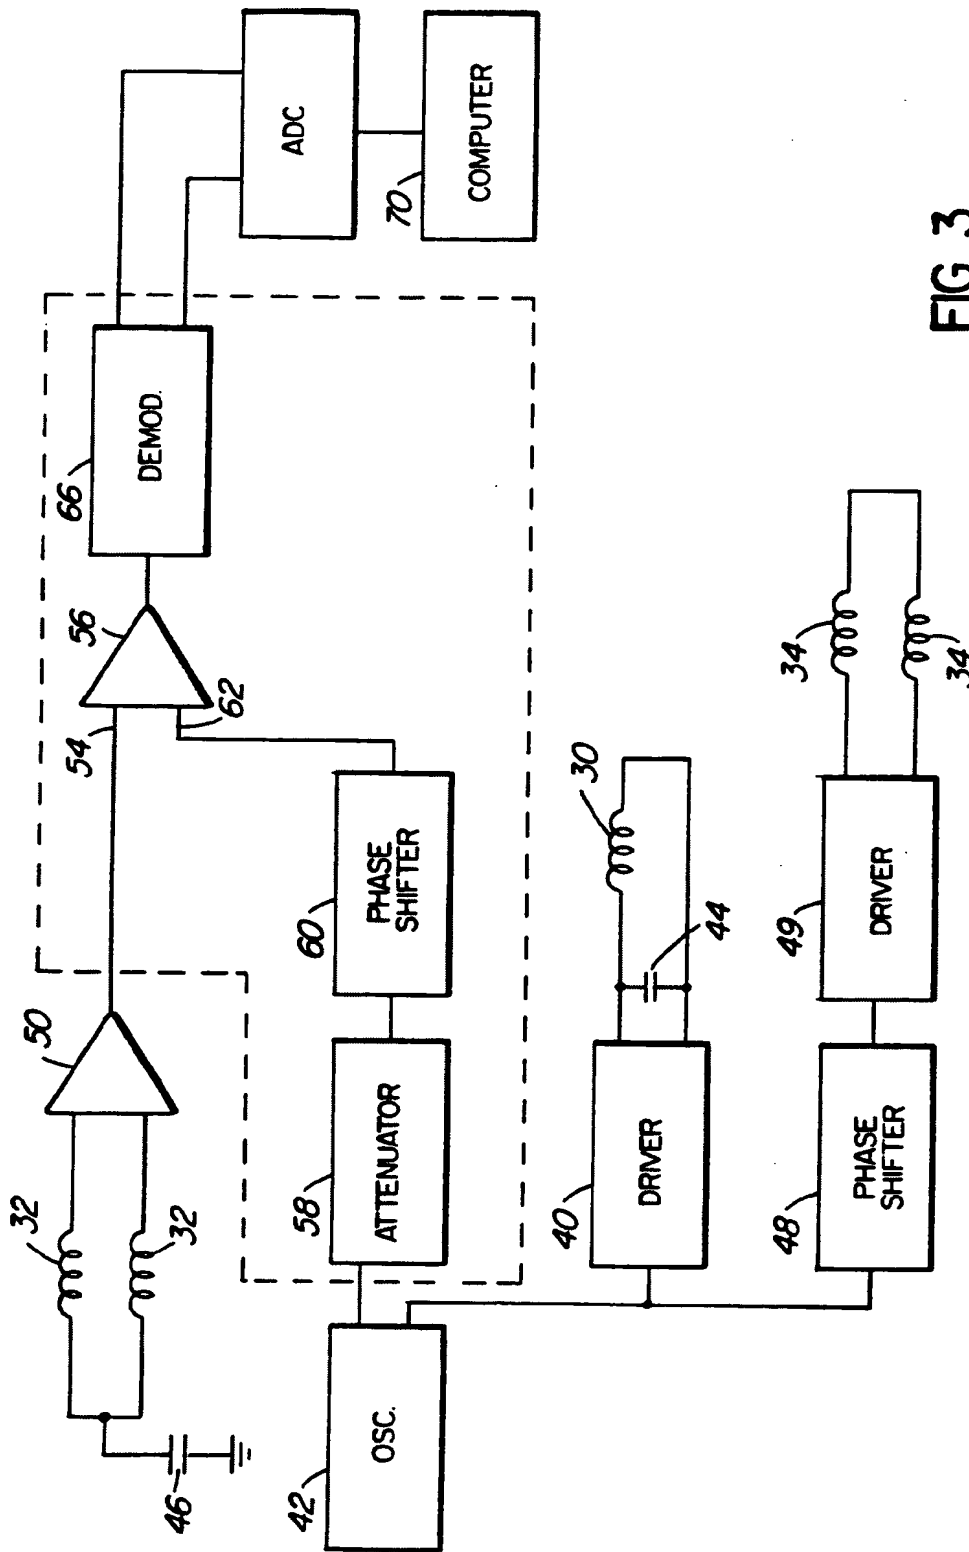 32
32
46
50
54
56
62
66
DEMOD.
ADC
70
COMPUTER
42
OSC.
58
ATTENUATOR
60
PHASE
SHIFTER
40
DRIVER
44
30
48
PHASE
SHIFTER
49
DRIVER
34
34
FIG. 3